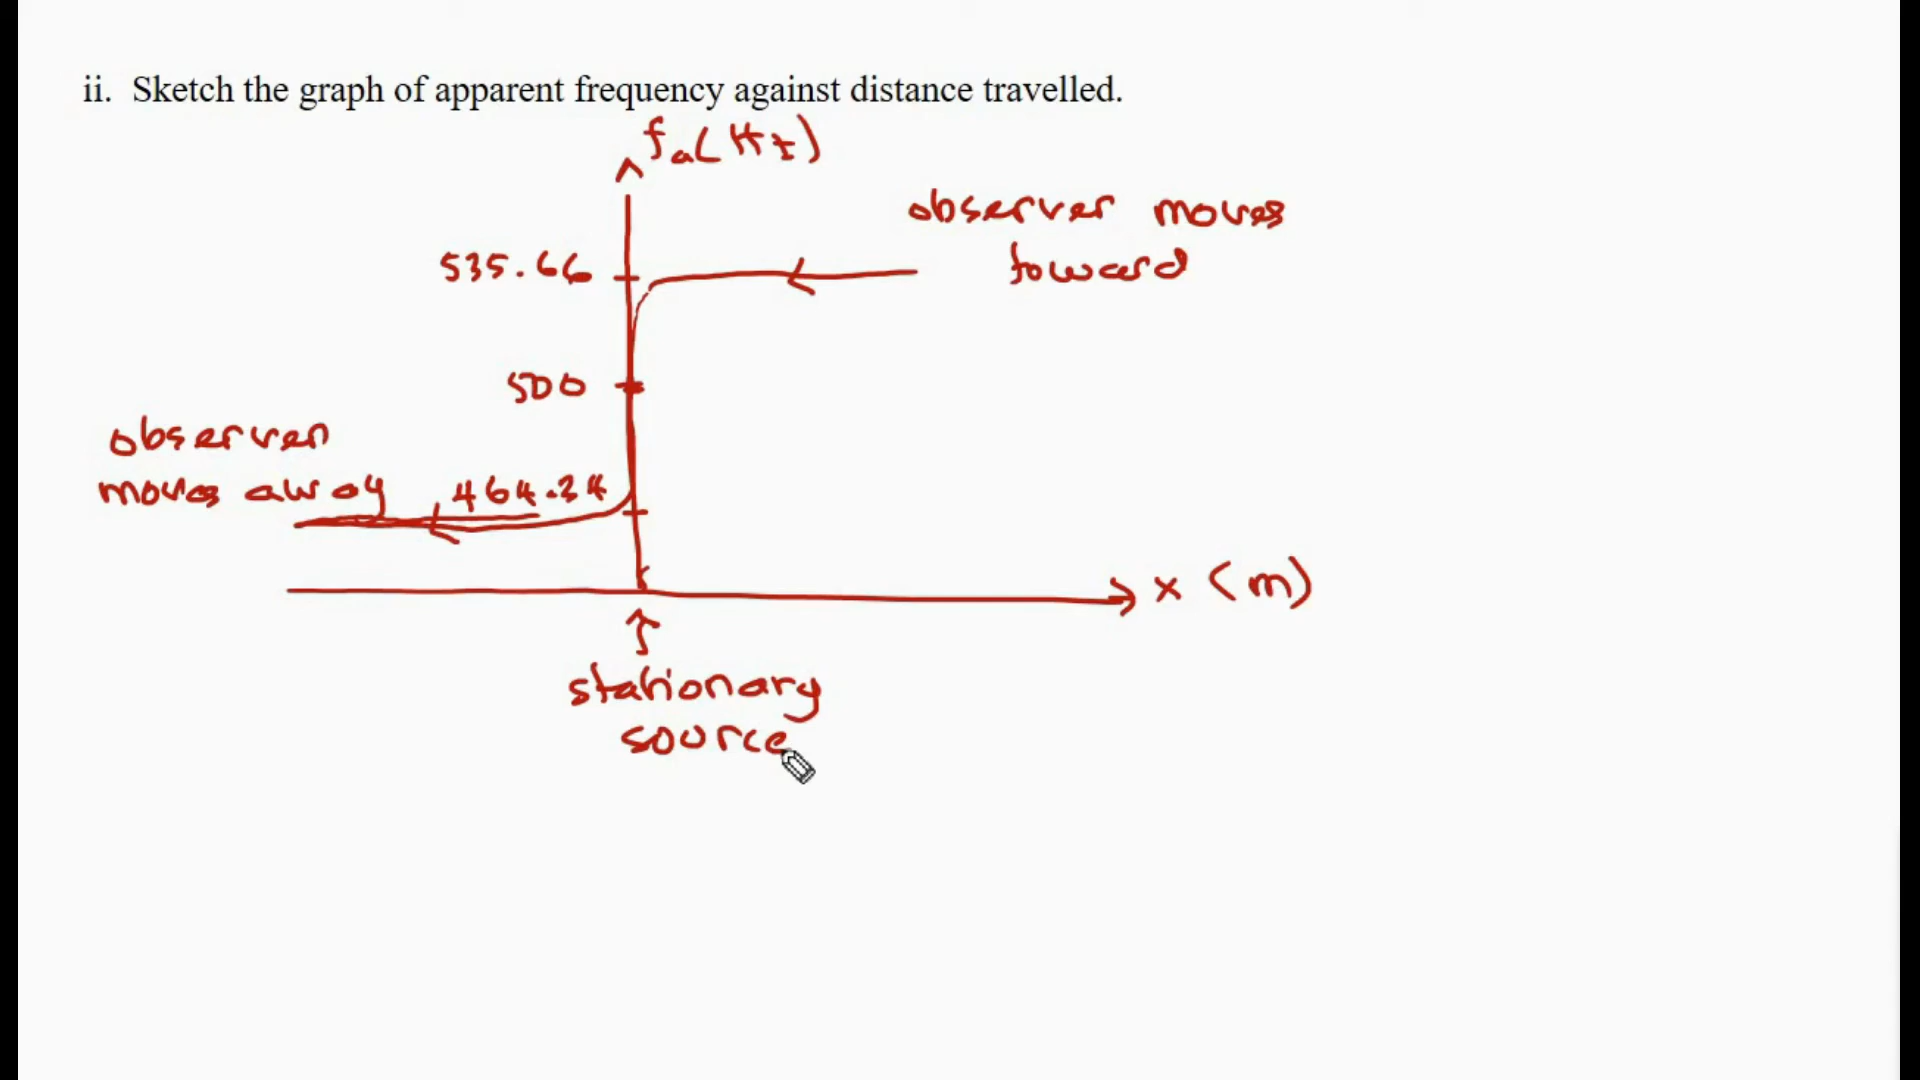 ii. Sketch the graph of apparent frequency against distance travelled.
fa (Hz)
observer moves
toward
535.66
500
observer
moves away
464.34
x (m)
stationary
source